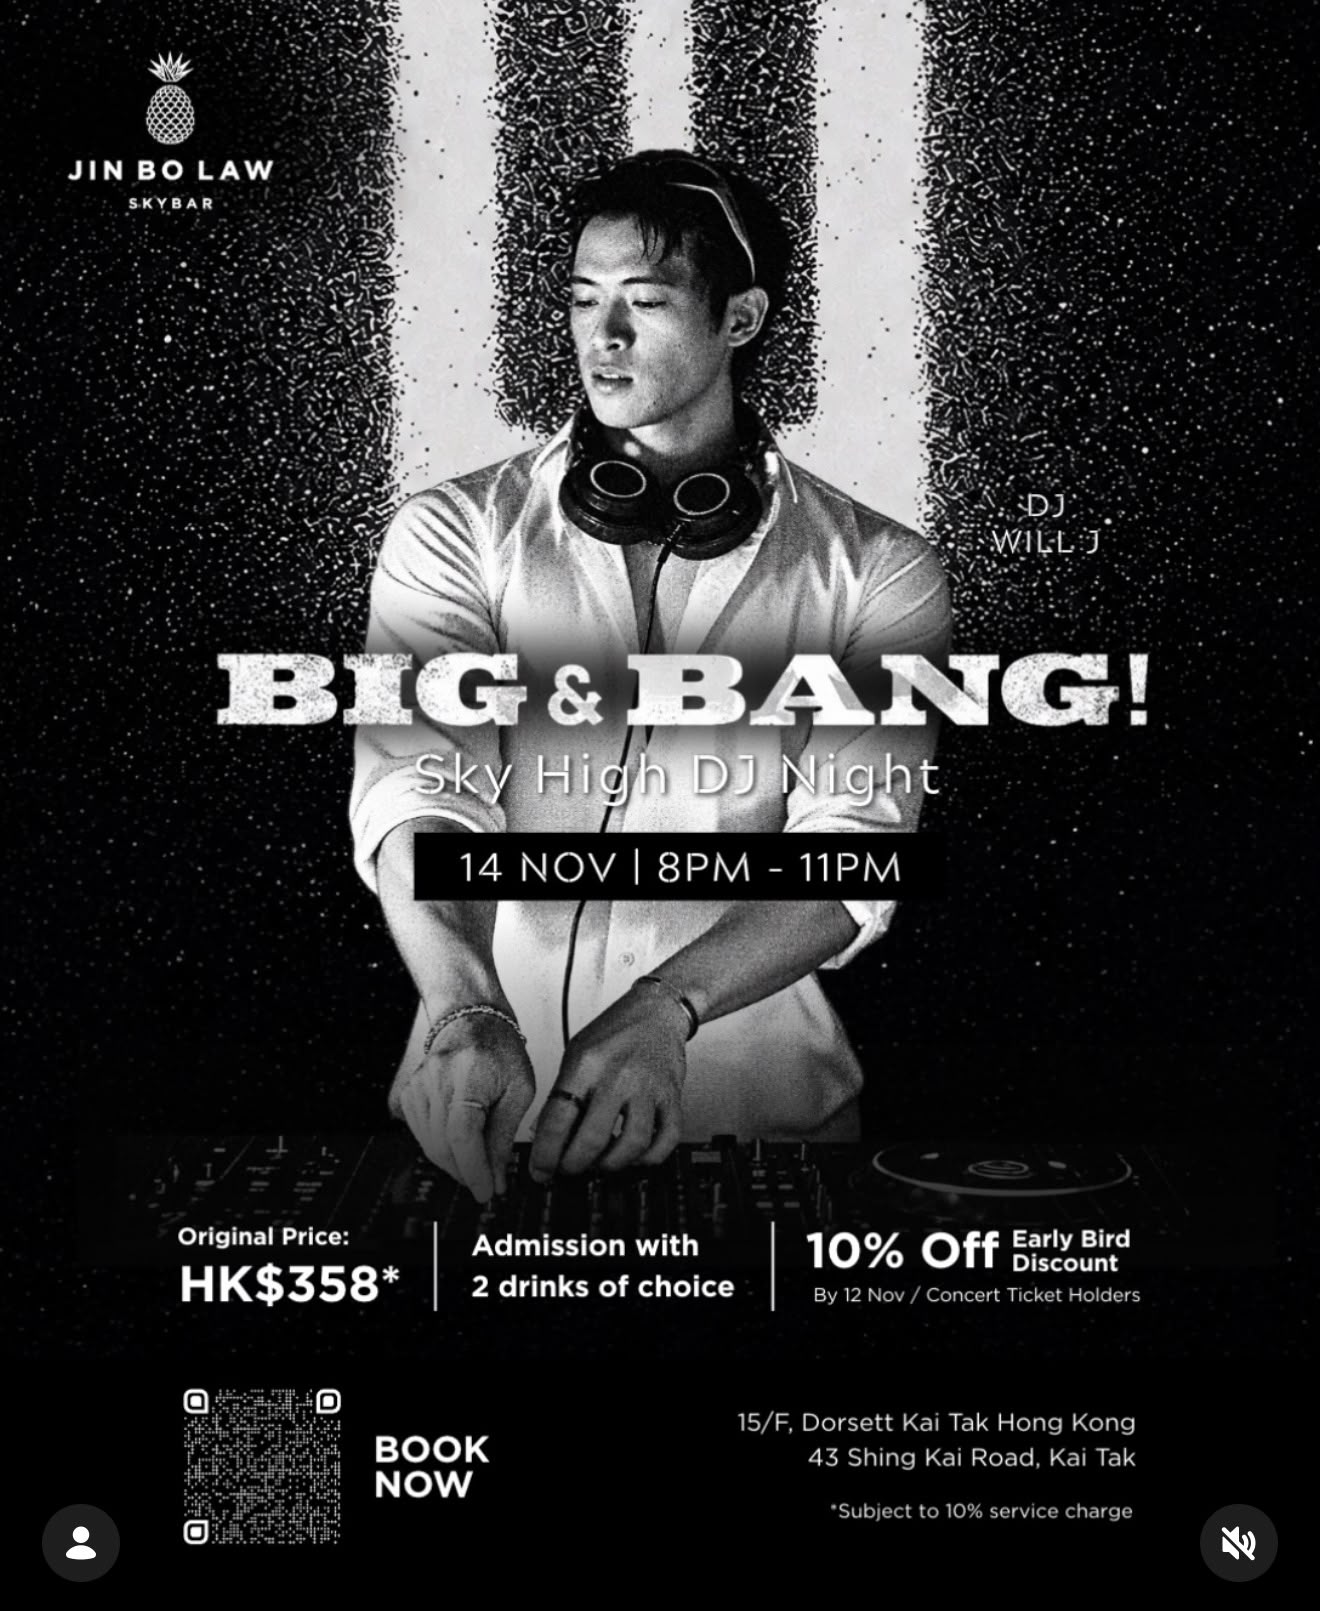 JIN BO LAW
SKYBAR
DJ
WILL J
BIG & BANG!
Sky High DJ Night
14 NOV | 8PM - 11PM
Original Price:
HK$358*
Admission with
2 drinks of choice
10% Off Early Bird
Discount
By 12 Nov / Concert Ticket Holders
BOOK
NOW
15/F, Dorsett Kai Tak Hong Kong
43 Shing Kai Road, Kai Tak
*Subject to 10% service charge